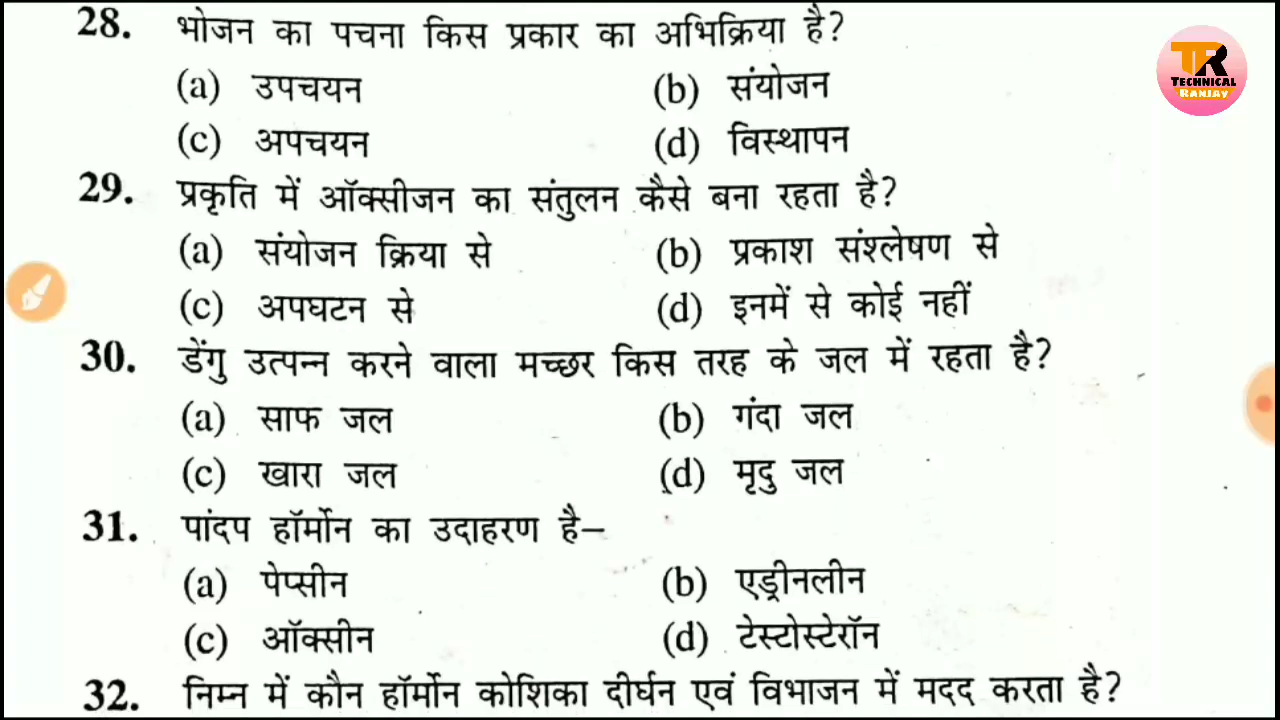 28. भोजन का पचना किस प्रकार का अभिक्रिया है?
(a) उपचयन (b) संयोजन
(c) अपचयन (d) विस्थापन
29. प्रकृति में ऑक्सीजन का संतुलन कैसे बना रहता है?
(a) संयोजन क्रिया से (b) प्रकाश संश्लेषण से
(c) अपघटन से (d) इनमें से कोई नहीं
30. डेंगु उत्पन्न करने वाला मच्छर किस तरह के जल में रहता है?
(a) साफ जल (b) गंदा जल
(c) खारा जल (d) मृदु जल
31. पांदप हॉर्मोन का उदाहरण है–
(a) पेप्सीन (b) एड्रीनलीन
(c) ऑक्सीन (d) टेस्टोस्टेरॉन
32. निम्न में कौन हॉर्मोन कोशिका दीर्घन एवं विभाजन में मदद करता है?
TR
TECHNICAL
RANJAY